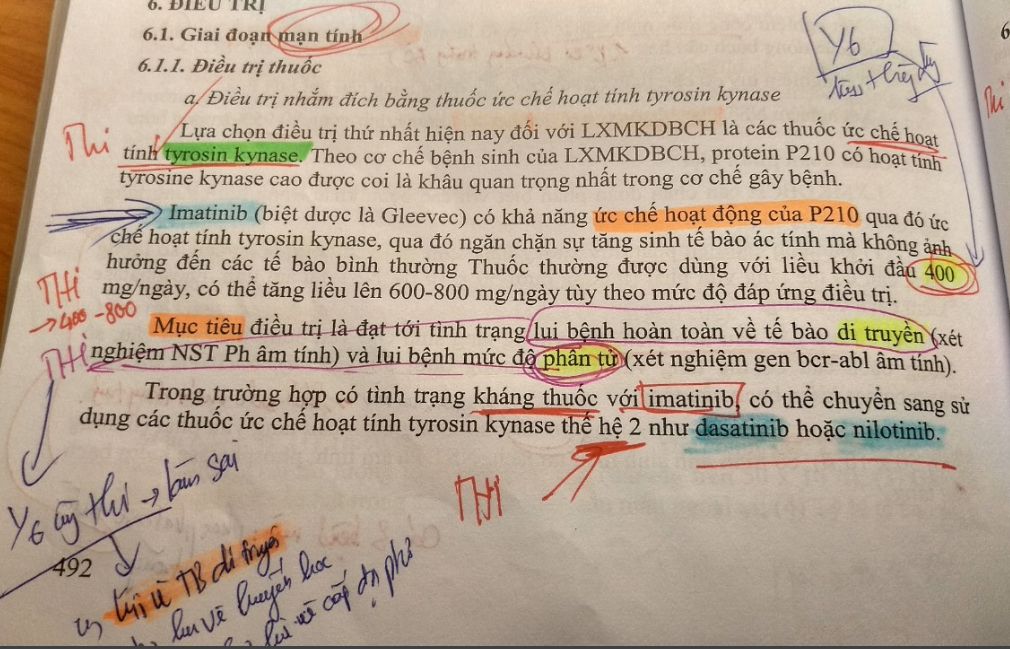 6. ĐIỀU TRỊ
6.1. Giai đoạn mạn tính
6.1.1. Điều trị thuốc
a. Điều trị nhắm đích bằng thuốc ức chế hoạt tính tyrosin kynase
Y6
6
Thi
Lựa chọn điều trị thứ nhất hiện nay đối với LXMKDBCH là các thuốc ức chế hoạt
tính tyrosin kynase. Theo cơ chế bệnh sinh của LXMKDBCH, protein P210 có hoạt tính
tyrosine kynase cao được coi là khâu quan trọng nhất trong cơ chế gây bệnh.
Imatinib (biệt dược là Gleevec) có khả năng ức chế hoạt động của P210 qua đó ức
chế hoạt tính tyrosin kynase, qua đó ngăn chặn sự tăng sinh tế bào ác tính mà không ảnh
hưởng đến các tế bào bình thường Thuốc thường được dùng với liều khởi đầu 400
mg/ngày, có thể tăng liều lên 600-800 mg/ngày tùy theo mức độ đáp ứng điều trị.
THi
→400-800
Mục tiêu điều trị là đạt tới tình trạng lui bệnh hoàn toàn về tế bào di truyền (xét
nghiệm NST Ph âm tính) và lui bệnh mức độ phân tử (xét nghiệm gen bcr-abl âm tính).
THi
Trong trường hợp có tình trạng kháng thuốc với imatinib, có thể chuyển sang sử
dụng các thuốc ức chế hoạt tính tyrosin kynase thế hệ 2 như dasatinib hoặc nilotinib.
THi
Y6 cũng thi →
492
TB di truyền
lui về huyết học